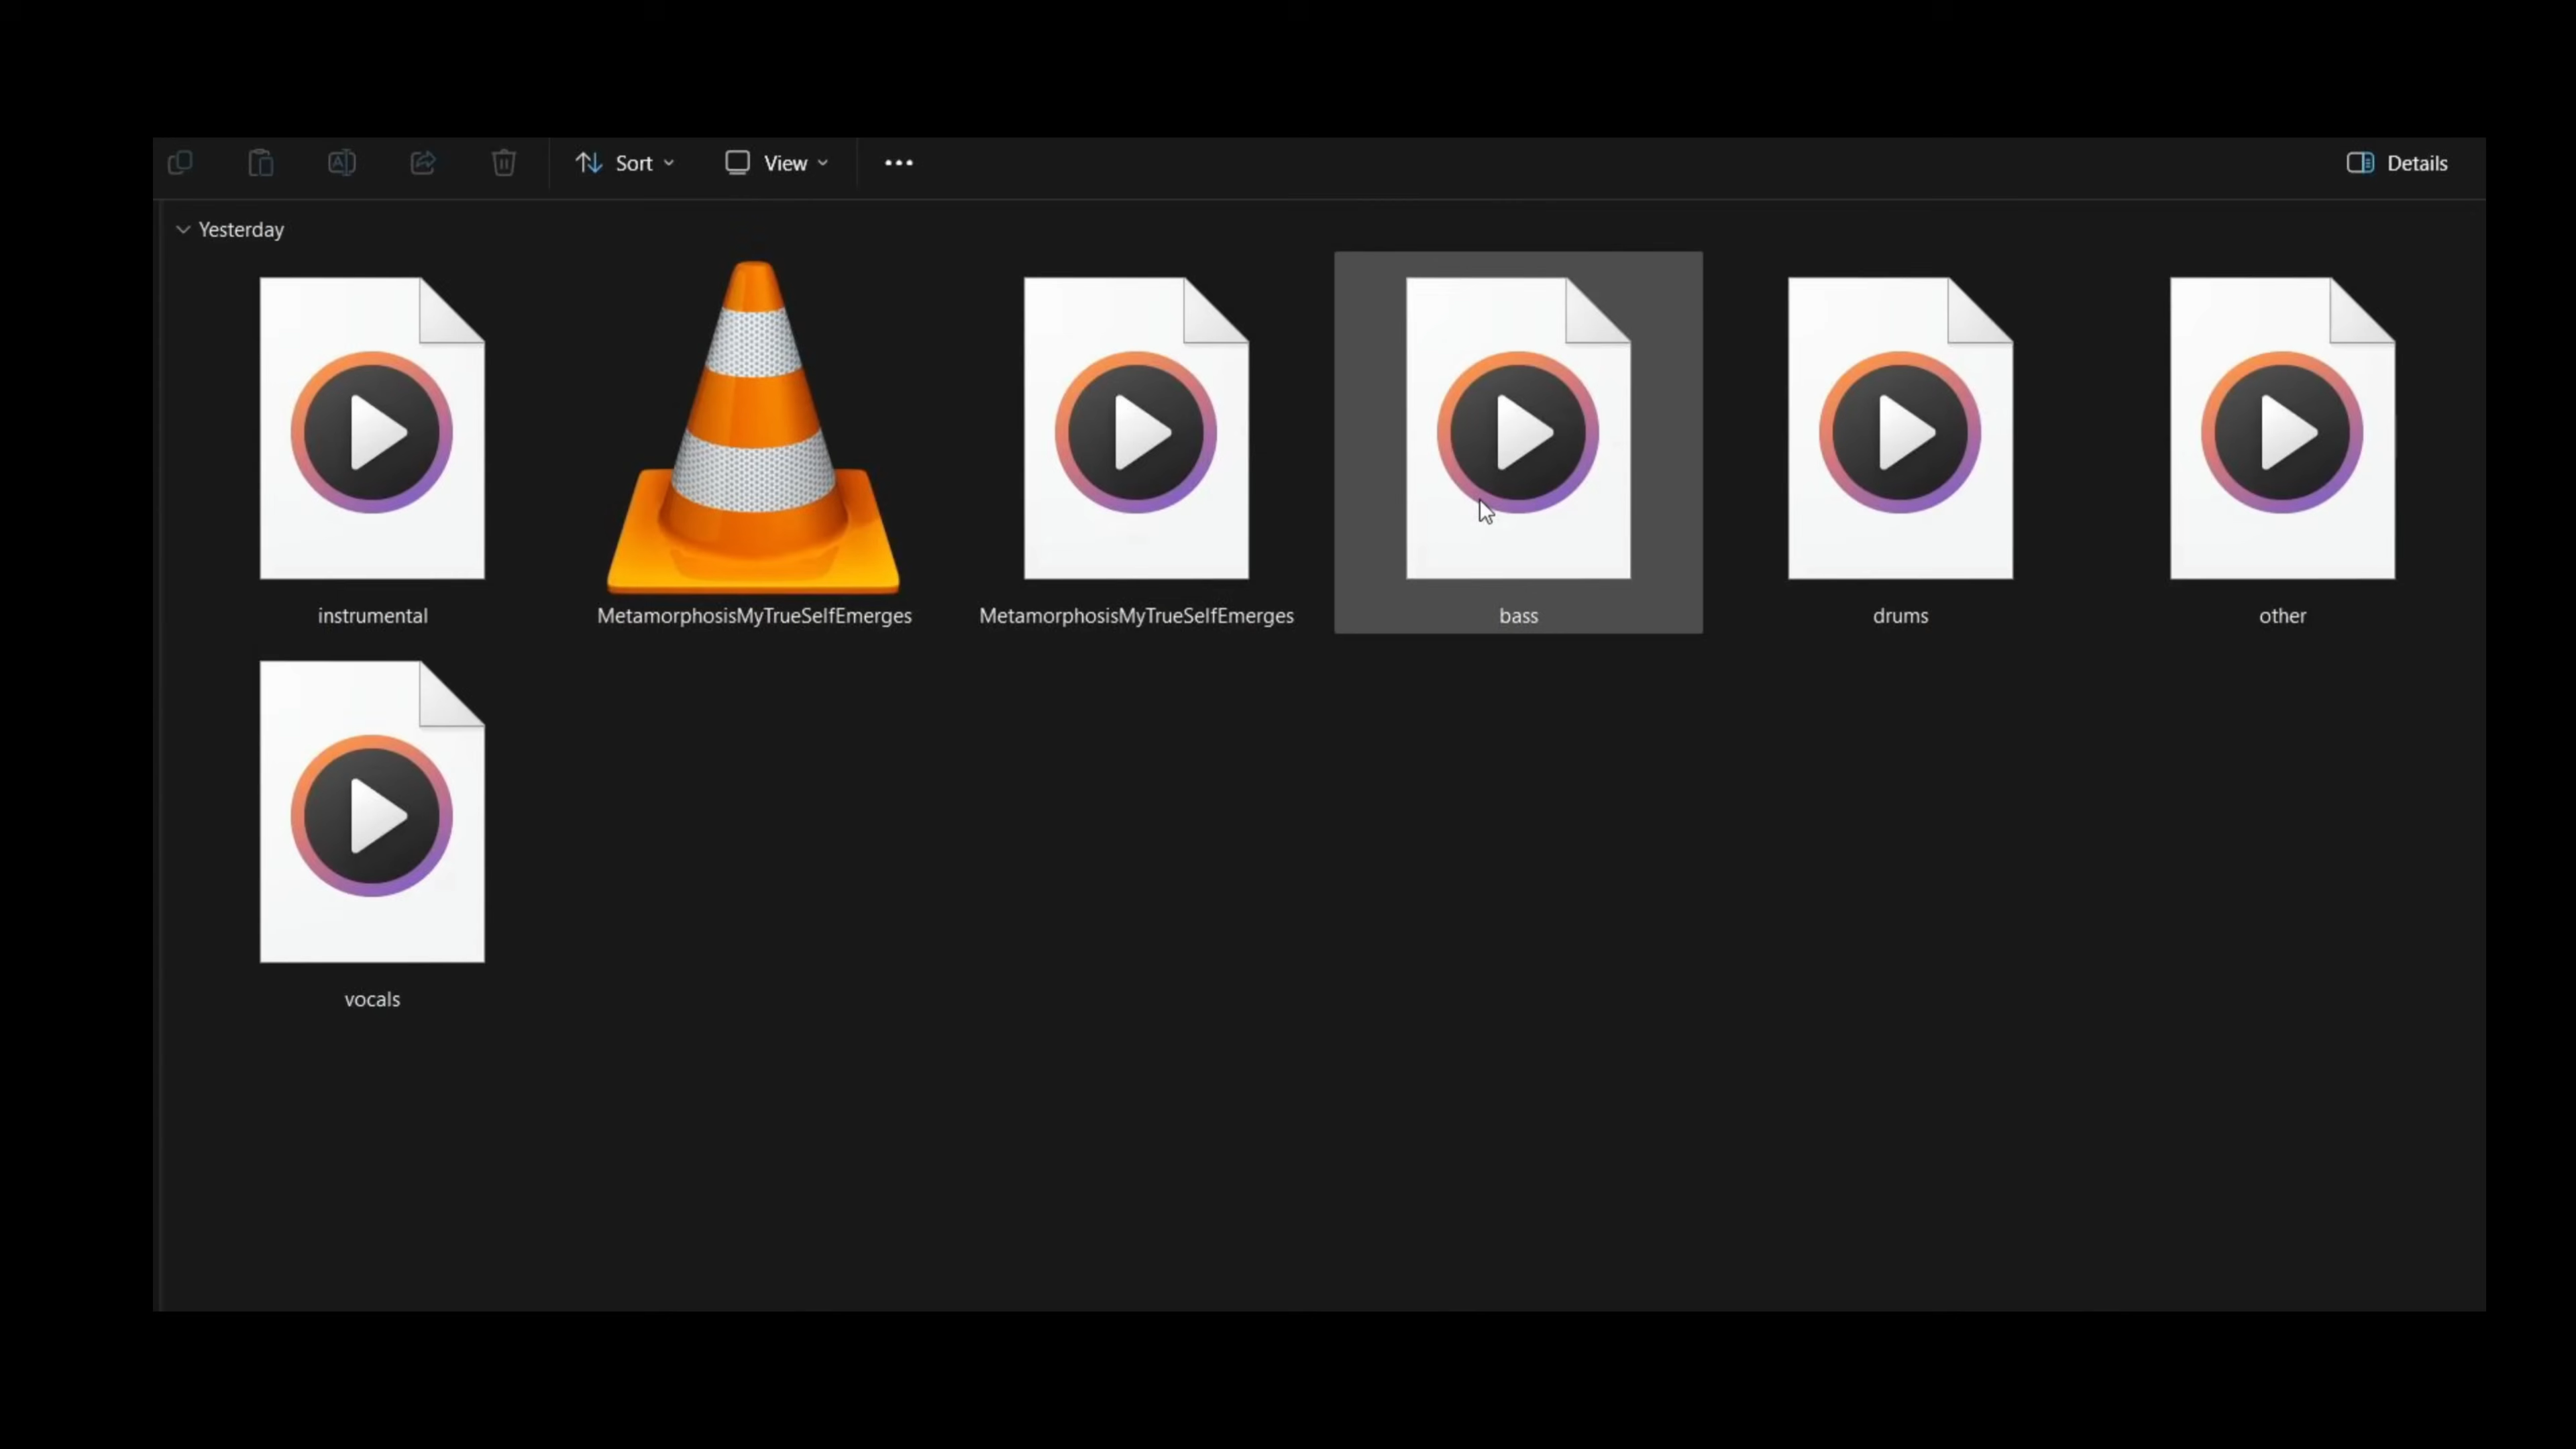 Sort
View
Details
Yesterday
instrumental
MetamorphosisMyTrueSelfEmerges
MetamorphosisMyTrueSelfEmerges
bass
drums
other
vocals